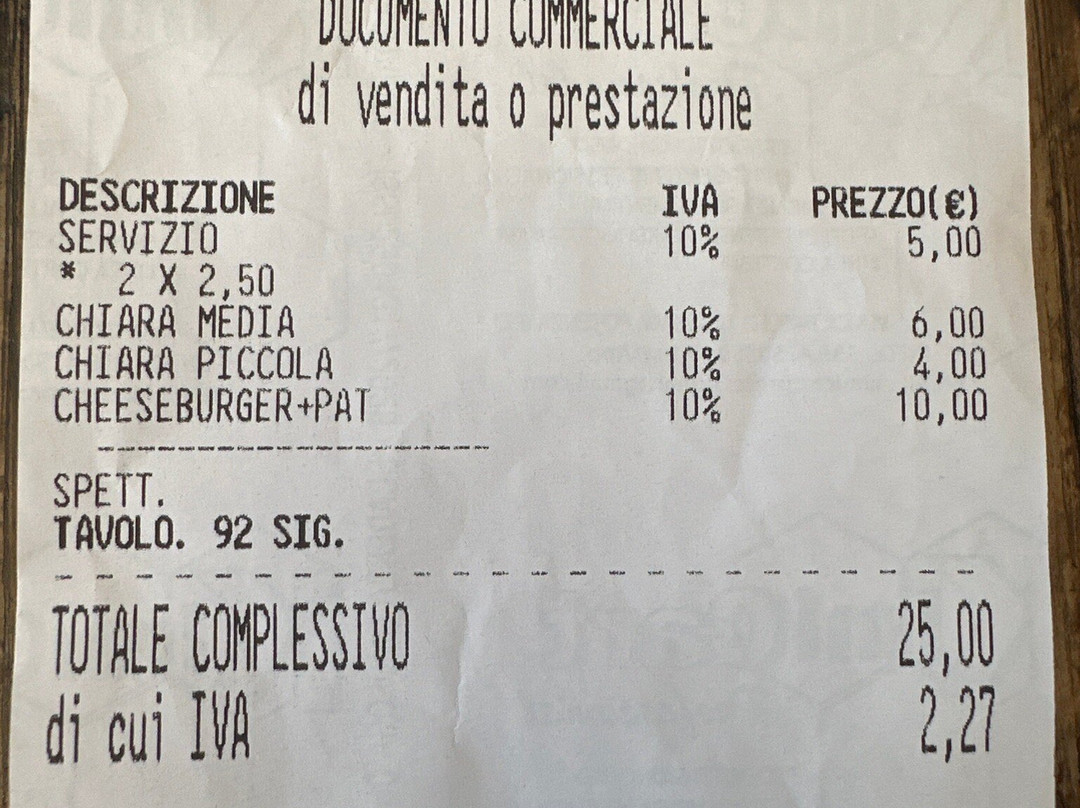 DOCUMENTO COMMERCIALE
di vendita o prestazione
DESCRIZIONE IVA PREZZO(€)
SERVIZIO 10% 5,00
* 2 X 2,50
CHIARA MEDIA 10% 6,00
CHIARA PICCOLA 10% 4,00
CHEESEBURGER+PAT 10% 10,00
SPETT.
TAVOLO. 92 SIG.
TOTALE COMPLESSIVO 25,00
di cui IVA 2,27